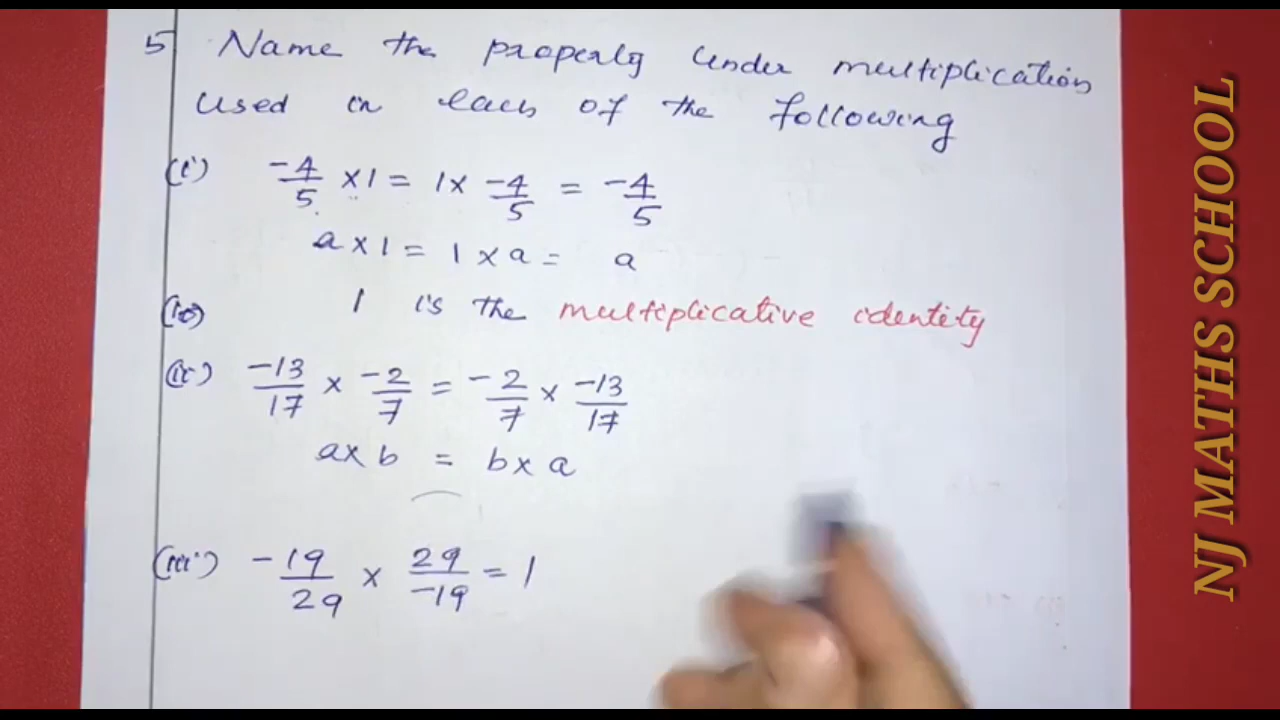 5 Name the property under multiplication
used in each of the following
(i) -4/5 × 1 = 1 × -4/5 = -4/5
a × 1 = 1 × a = a
1 is the multiplicative identity
(ii) -13/17 × -2/7 = -2/7 × -13/17
a × b = b × a
(iii) -19/29 × 29/-19 = 1
NJ MATHS SCHOOL